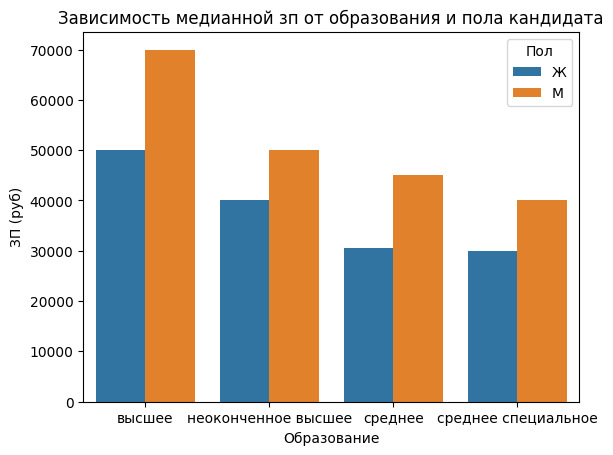 Зависимость медианной зп от образования и пола кандидата
Пол
Ж
М
70000
60000
50000
40000
30000
20000
10000
0
ЗП (руб)
высшее
неоконченное высшее
среднее
среднее специальное
Образование